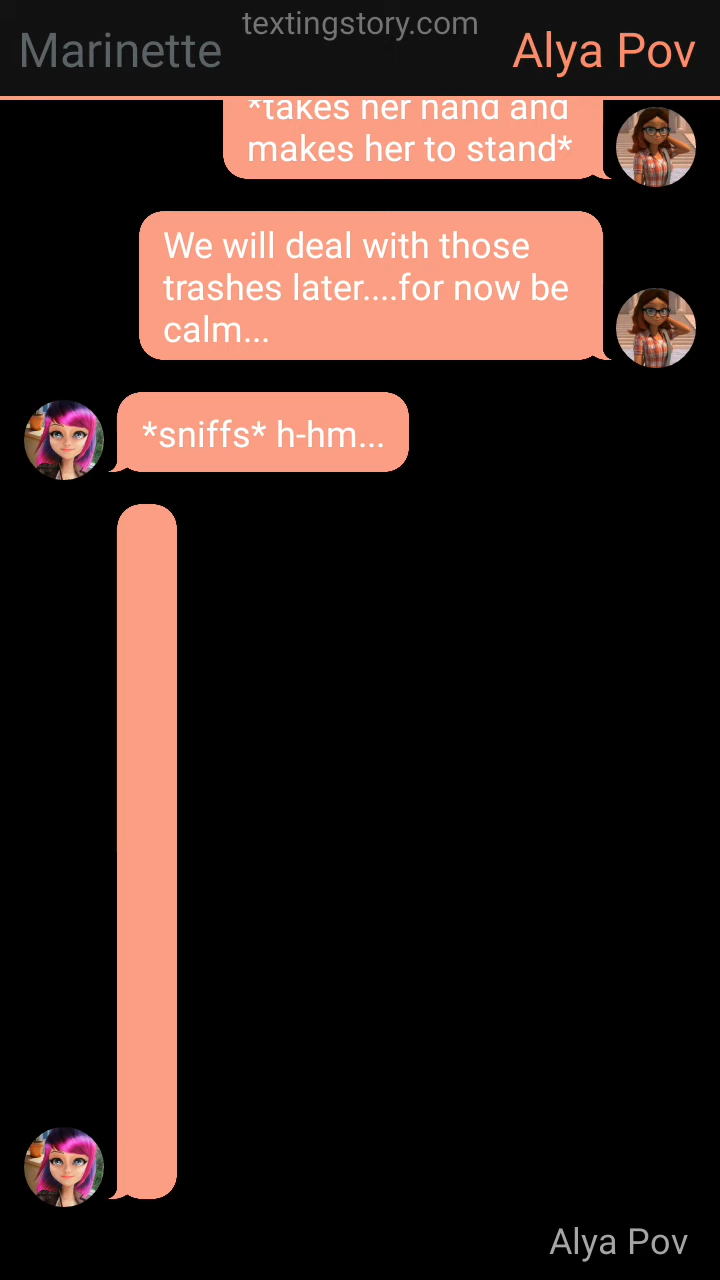 textingstory.com
Marinette
Alya Pov
*takes her hand and
makes her to stand*
We will deal with those
trashes later....for now be
calm...
*sniffs* h-hm...
Alya Pov